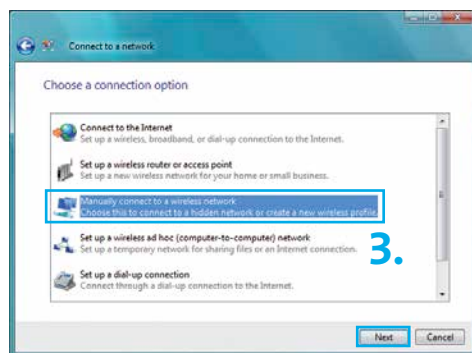 Connect to a network
Choose a connection option
Connect to the Internet
Set up a wireless, broadband, or dial-up connection to the Internet.
Set up a wireless router or access point
Set up a new wireless network for your home or small business.
Manually connect to a wireless network
Choose this to connect to a hidden network or create a new wireless profile.
Set up a wireless ad hoc (computer-to-computer) network
Set up a temporary network for sharing files or an Internet connection.
3.
Set up a dial-up connection
Connect through a dial-up connection to the Internet.
Next
Cancel